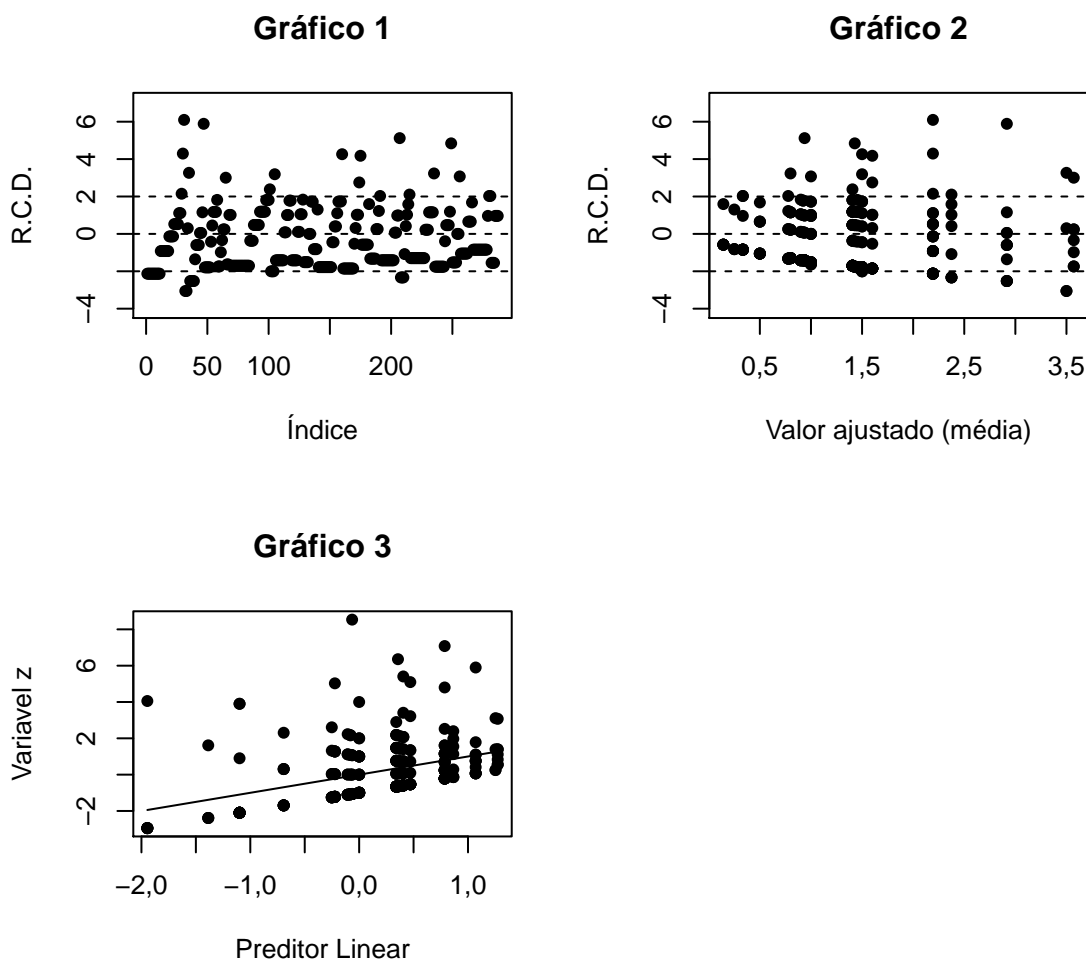 Gráfico 1
R.C.D.
6
4
2
0
−4
0
50
100
200
Índice
Gráfico 2
R.C.D.
6
4
2
0
−4
0,5
1,5
2,5
3,5
Valor ajustado (média)
Gráfico 3
Variavel z
6
2
−2
−2,0
−1,0
0,0
1,0
Preditor Linear